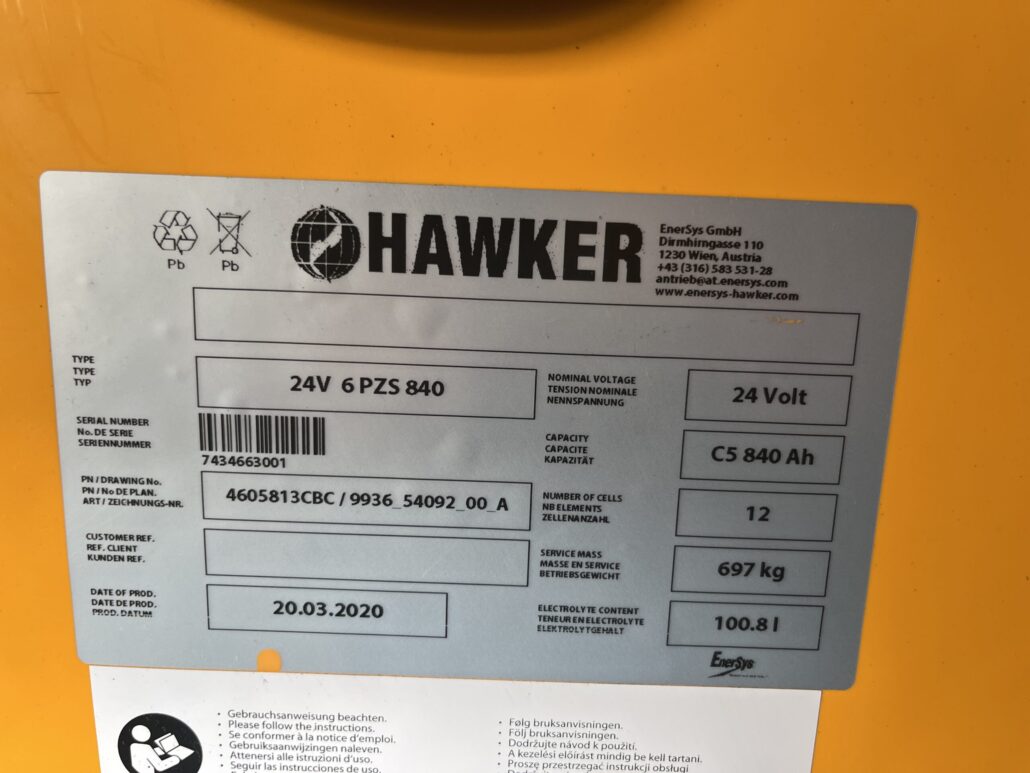 Pb
Pb
HAWKER
EnerSys GmbH
Dirmhirngasse 110
1230 Wien, Austria
+43 (316) 583 531-28
antrieb@at.enersys.com
www.enersys-hawker.com
TYPE
TYPE
TYP
24V 6 PZS 840
NOMINAL VOLTAGE
TENSION NOMINALE
NENNSPANNUNG
24 Volt
SERIAL NUMBER
No. DE SERIE
SERIENNUMMER
7434663001
CAPACITY
CAPACITE
KAPAZITÄT
C5 840 Ah
PN / DRAWING No.
PN / No DE PLAN.
ART / ZEICHNUNGS-NR.
4605813CBC / 9936_54092_00_A
NUMBER OF CELLS
NB ELEMENTS
ZELLENANZAHL
12
CUSTOMER REF.
REF. CLIENT
KUNDEN REF.
SERVICE MASS
MASSE EN SERVICE
BETRIEBSGEWICHT
697 kg
DATE OF PROD.
DATE DE PROD.
PROD. DATUM
20.03.2020
ELECTROLYTE CONTENT
TENEUR EN ELECTROLYTE
ELEKTROLYTGEHALT
100.8 l
EnerSys
• Gebrauchsanweisung beachten.
• Please follow the instructions.
• Se conformer à la notice d'emploi.
• Gebruiksaanwijzingen naleven.
• Attenersi alle istruzioni d'uso.
• Seguir las instrucciones de uso.
• Følg bruksanvisningen.
• Följ bruksanvisningen.
• Dodržujte návod k použití.
• A kezelési előírást mindig be kell tartani.
• Proszę przestrzegać instrukcji obsługi